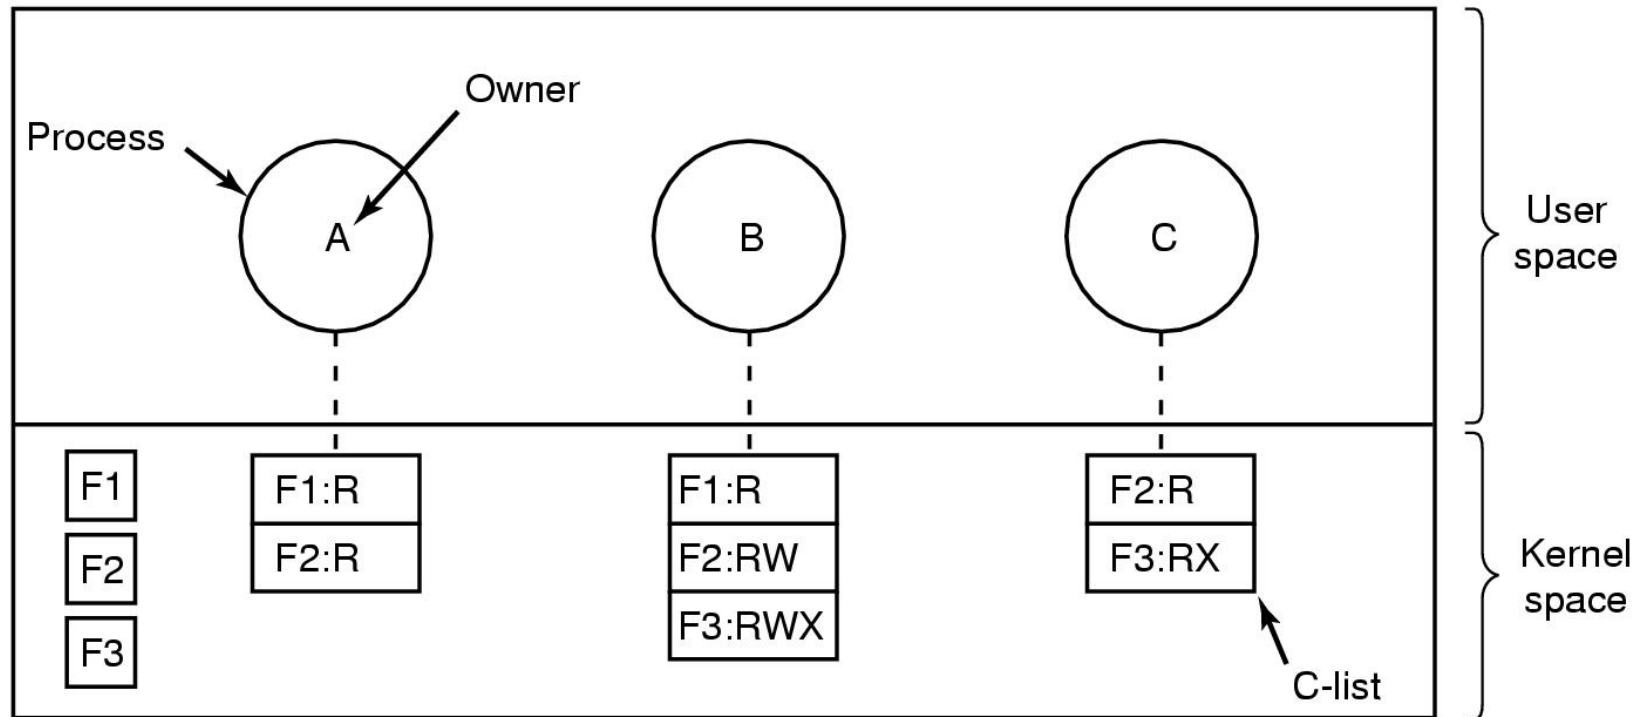 Owner
Process
A
B
C
User
space
F1
F2
F3
F1:R
F2:R
F1:R
F2:RW
F3:RWX
F2:R
F3:RX
Kernel
space
C-list